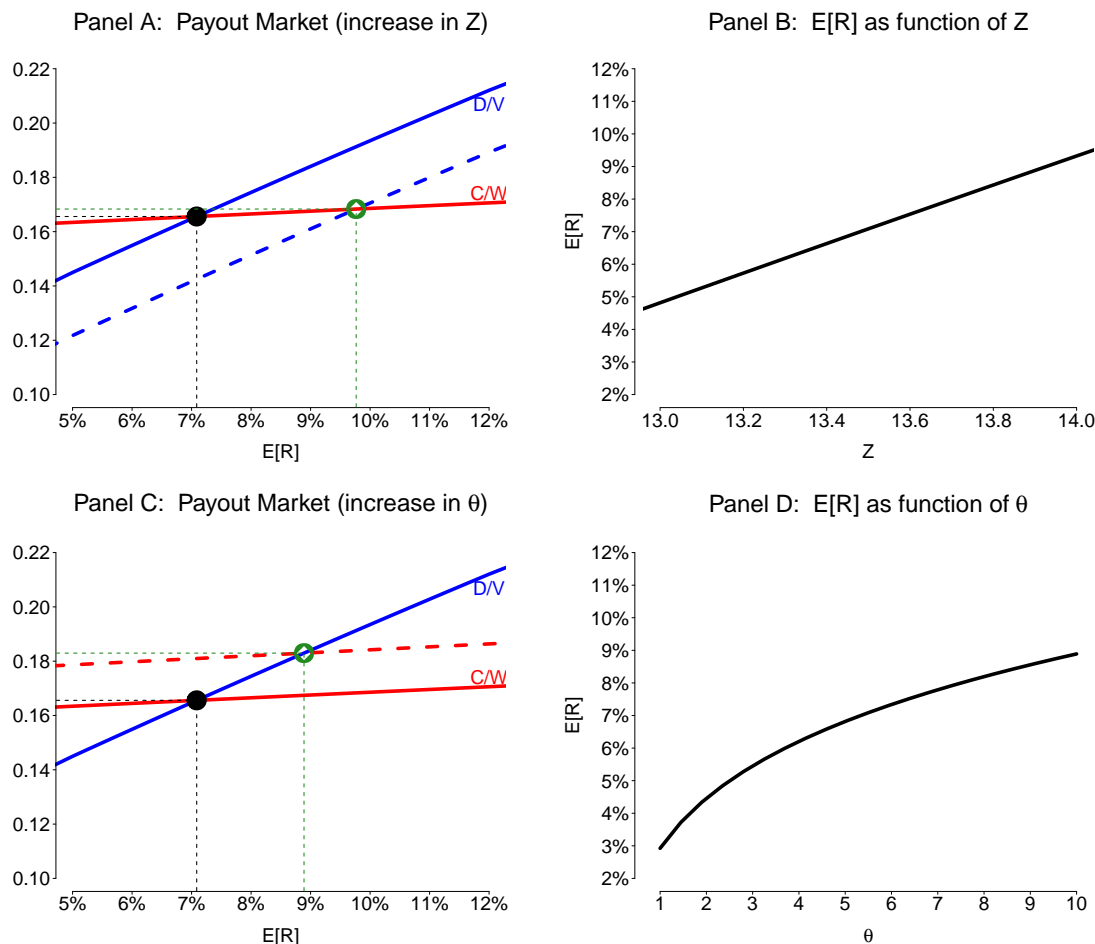 Panel A: Payout Market (increase in Z)
0.22
0.20
0.18
0.16
0.14
0.12
0.10
D/V
C/W
5% 6% 7% 8% 9% 10% 11% 12%
E[R]
Panel B: E[R] as function of Z
12%
11%
10%
9%
8%
7%
6%
5%
4%
3%
2%
E[R]
13.0 13.2 13.4 13.6 13.8 14.0
Z
Panel C: Payout Market (increase in θ)
0.22
0.20
0.18
0.16
0.14
0.12
0.10
D/V
C/W
5% 6% 7% 8% 9% 10% 11% 12%
E[R]
Panel D: E[R] as function of θ
12%
11%
10%
9%
8%
7%
6%
5%
4%
3%
2%
E[R]
1 2 3 4 5 6 7 8 9 10
θ